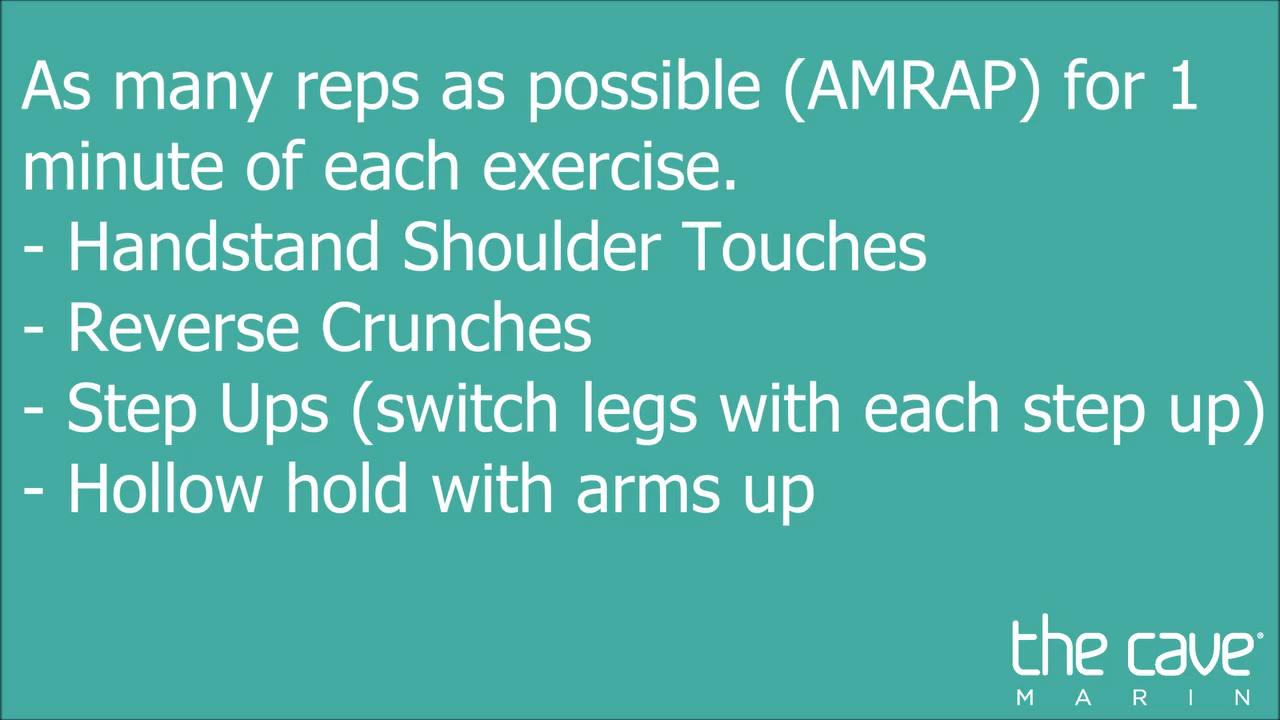 As many reps as possible (AMRAP) for 1
minute of each exercise.
- Handstand Shoulder Touches
- Reverse Crunches
- Step Ups (switch legs with each step up)
- Hollow hold with arms up
the cave®
MARIN